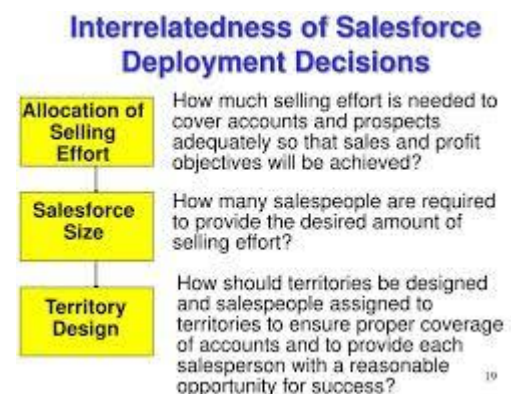 Interrelatedness of Salesforce
Deployment Decisions
Allocation of
Selling
Effort
How much selling effort is needed to
cover accounts and prospects
adequately so that sales and profit
objectives will be achieved?
Salesforce
Size
How many salespeople are required
to provide the desired amount of
selling effort?
Territory
Design
How should territories be designed
and salespeople assigned to
territories to ensure proper coverage
of accounts and to provide each
salesperson with a reasonable
opportunity for success?
19